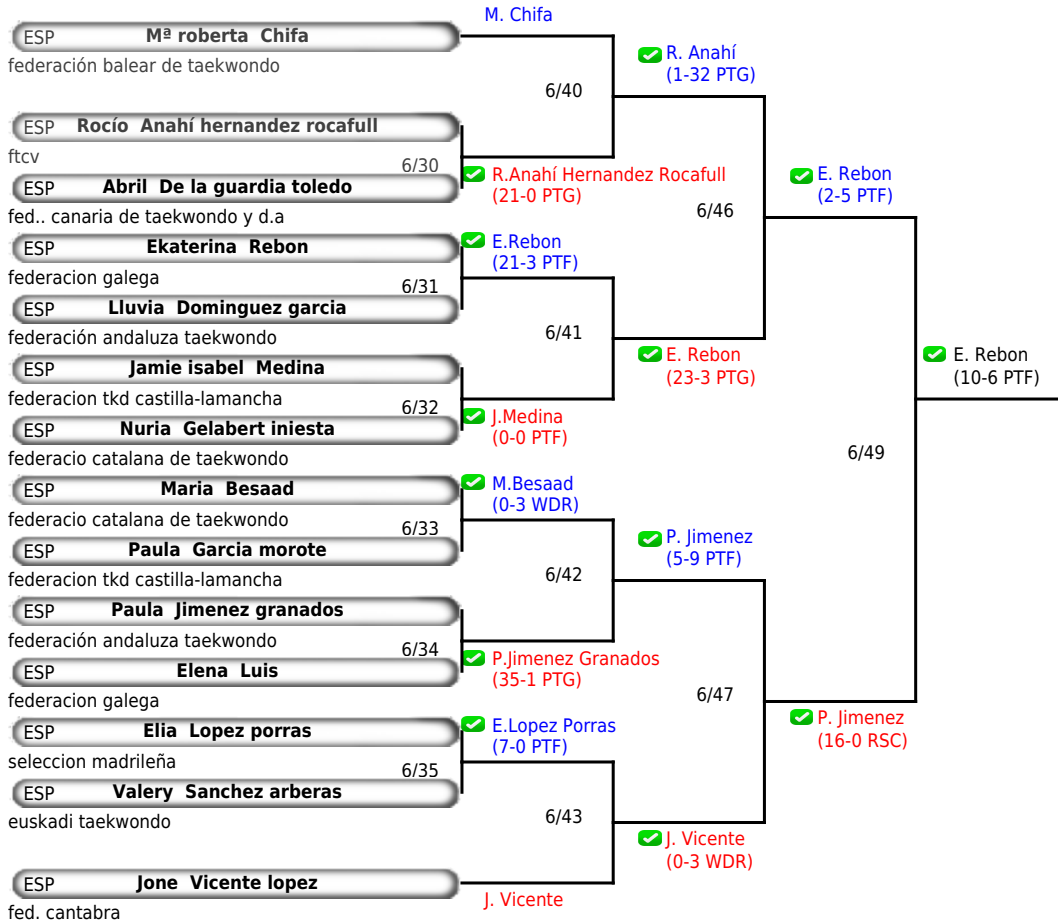 M. Chifa
ESP Mª roberta Chifa
federación balear de taekwondo
R. Anahí
(1-32 PTG)
6/40
ESP Rocío Anahí hernandez rocafull
ftcv
6/30
R.Anahí Hernandez Rocafull
(21-0 PTG)
ESP Abril De la guardia toledo
fed.. canaria de taekwondo y d.a
E. Rebon
(2-5 PTF)
6/46
ESP Ekaterina Rebon
E.Rebon
(21-3 PTF)
federacion galega
6/31
ESP Lluvia Dominguez garcia
federación andaluza taekwondo
6/41
E. Rebon
(23-3 PTG)
E. Rebon
(10-6 PTF)
ESP Jamie isabel Medina
federacion tkd castilla-lamancha
6/32
J.Medina
(0-0 PTF)
ESP Nuria Gelabert iniesta
federacio catalana de taekwondo
6/49
ESP Maria Besaad
M.Besaad
(0-3 WDR)
federacio catalana de taekwondo
6/33
P. Jimenez
(5-9 PTF)
ESP Paula Garcia morote
federacion tkd castilla-lamancha
6/42
ESP Paula Jimenez granados
federación andaluza taekwondo
6/34
P.Jimenez Granados
(35-1 PTG)
ESP Elena Luis
federacion galega
6/47
P. Jimenez
(16-0 RSC)
ESP Elia Lopez porras
E.Lopez Porras
(7-0 PTF)
seleccion madrileña
6/35
ESP Valery Sanchez arberas
euskadi taekwondo
6/43
J. Vicente
(0-3 WDR)
ESP Jone Vicente lopez
J. Vicente
fed. cantabra